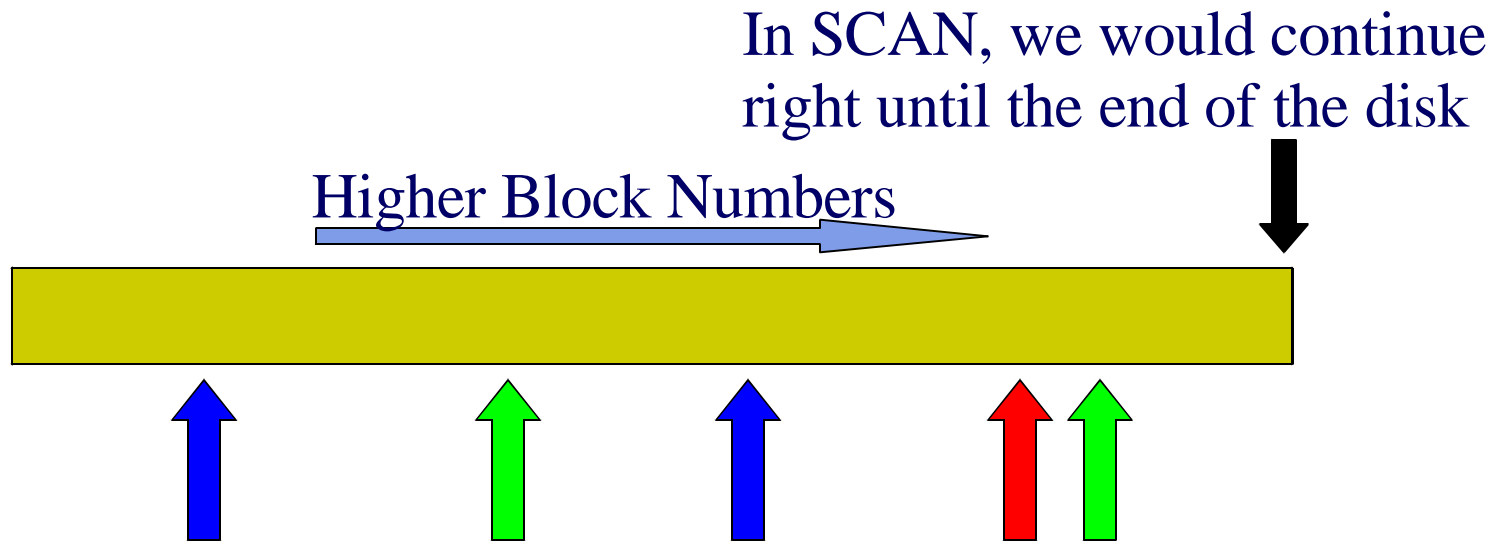 In SCAN, we would continue
right until the end of the disk
Higher Block Numbers